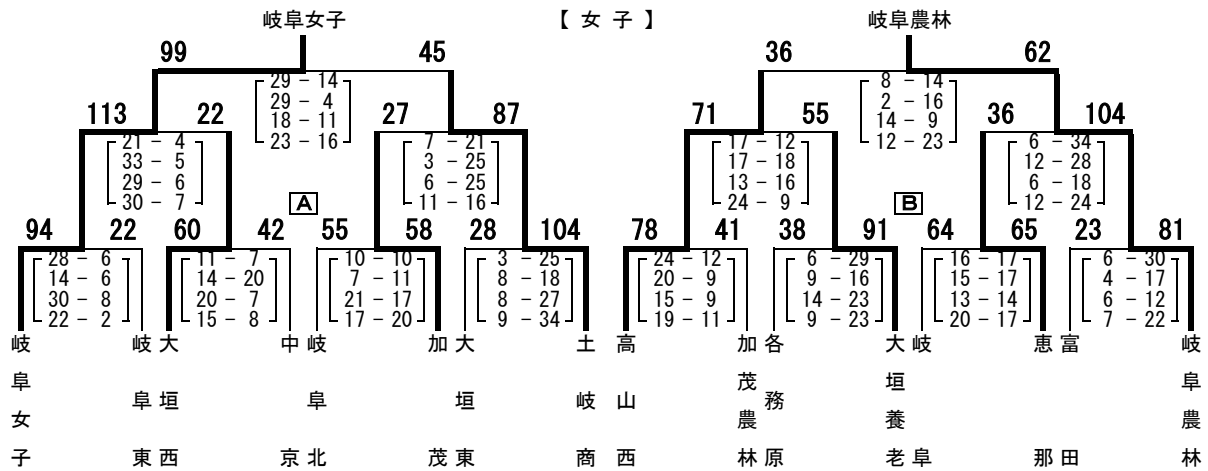 岐阜女子 【 女 子 】 岐阜農林
99 45 36 62
29 - 14 8 - 14
29 - 4 2 - 16
18 - 11 14 - 9
23 - 16 12 - 23
113 22 27 87 71 55 36 104
21 - 4 7 - 21 17 - 12 6 - 34
33 - 5 3 - 25 17 - 18 12 - 28
29 - 6 6 - 25 13 - 16 6 - 18
30 - 7 11 - 16 24 - 9 12 - 24
A B
94 22 60 42 55 58 28 104 78 41 38 91 64 65 23 81
28 - 6 11 - 7 10 - 10 3 - 25 24 - 12 6 - 29 16 - 17 6 - 30
14 - 6 14 - 20 7 - 11 8 - 18 20 - 9 9 - 16 15 - 17 4 - 17
30 - 8 20 - 7 21 - 17 8 - 27 15 - 9 14 - 23 13 - 14 6 - 12
22 - 2 15 - 8 17 - 20 9 - 34 19 - 11 9 - 23 20 - 17 7 - 22
岐阜女子
岐阜東
大垣西
中京
岐阜北
加茂
大垣東
土岐商
高山西
加茂農林
各務原
大垣養老
岐阜
恵那
富田
岐阜農林